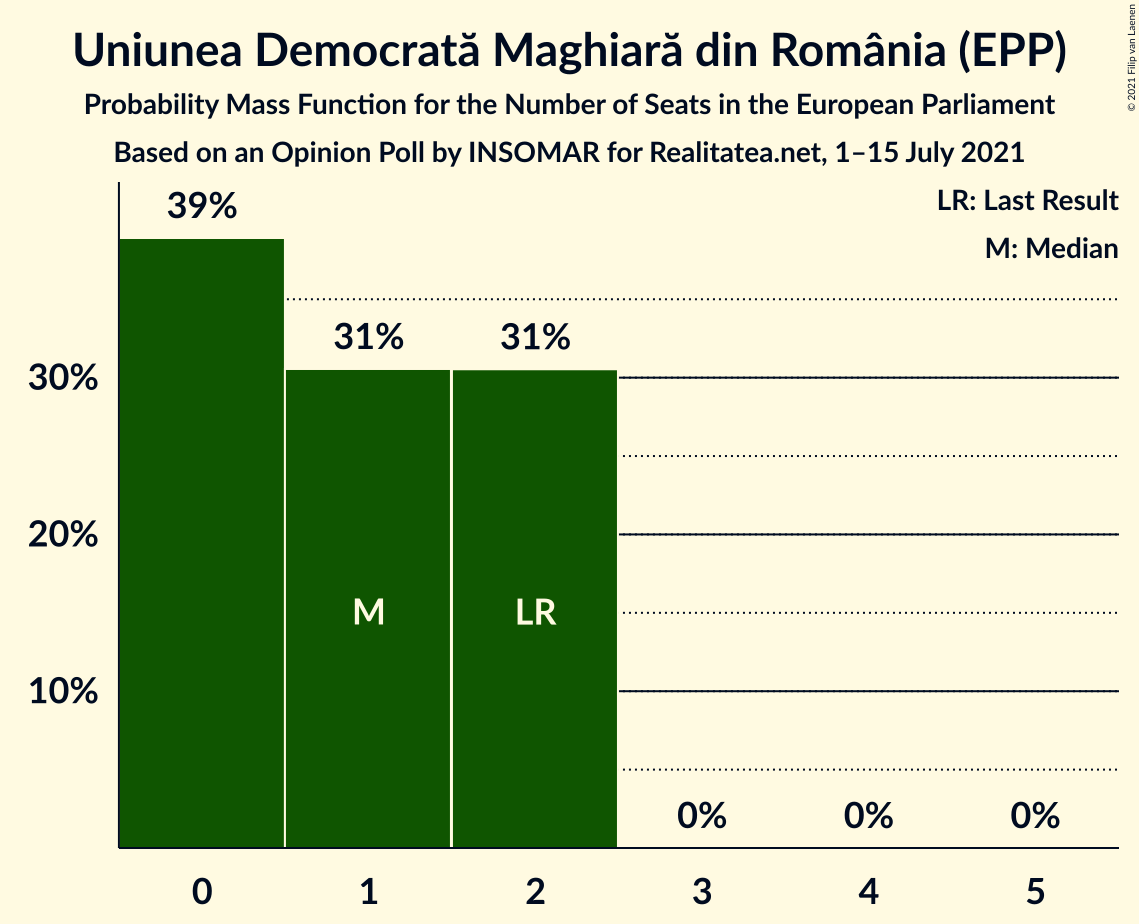 Uniunea Democrată Maghiară din România (EPP)
Probability Mass Function for the Number of Seats in the European Parliament
Based on an Opinion Poll by INSOMAR for Realitatea.net, 1–15 July 2021
© 2021 Filip van Laenen
LR: Last Result
M: Median
39%
31%
31%
30%
20%
10%
M
LR
0%
0%
0%
0
1
2
3
4
5